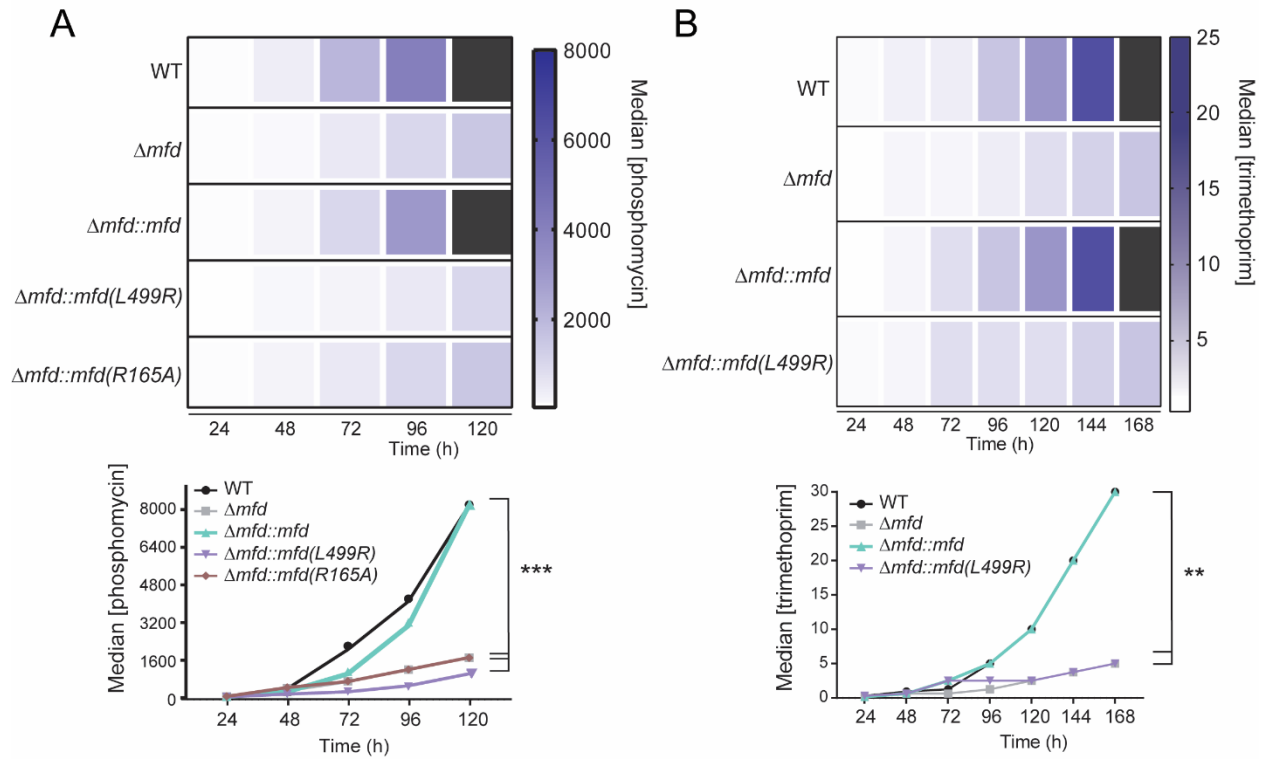 A
WT
Δmfd
Δmfd::mfd
Δmfd::mfd(L499R)
Δmfd::mfd(R165A)
24 48 72 96 120
Time (h)
8000
6000
4000
2000
Median [phosphomycin]
B
WT
Δmfd
Δmfd::mfd
Δmfd::mfd(L499R)
24 48 72 96 120 144 168
Time (h)
25
20
15
10
5
Median [trimethoprim]
Median [phosphomycin]
8000
6400
4800
3200
1600
0
WT
Δmfd
Δmfd::mfd
Δmfd::mfd(L499R)
Δmfd::mfd(R165A)
***
24 48 72 96 120
Time (h)
Median [trimethoprim]
30
25
20
15
10
5
0
WT
Δmfd
Δmfd::mfd
Δmfd::mfd(L499R)
**
24 48 72 96 120 144 168
Time (h)